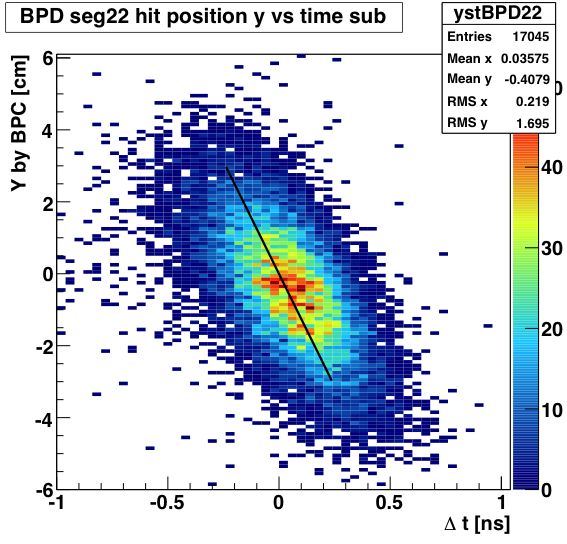 BPD seg22 hit position y vs time sub
ystBPD22
Entries 17045
Mean x 0.03575
Mean y -0.4079
RMS x 0.219
RMS y 1.695
Y by BPC [cm]
6
4
2
0
-2
-4
-6
-1
-0.5
0
0.5
1
Δ t [ns]
40
30
20
10
0